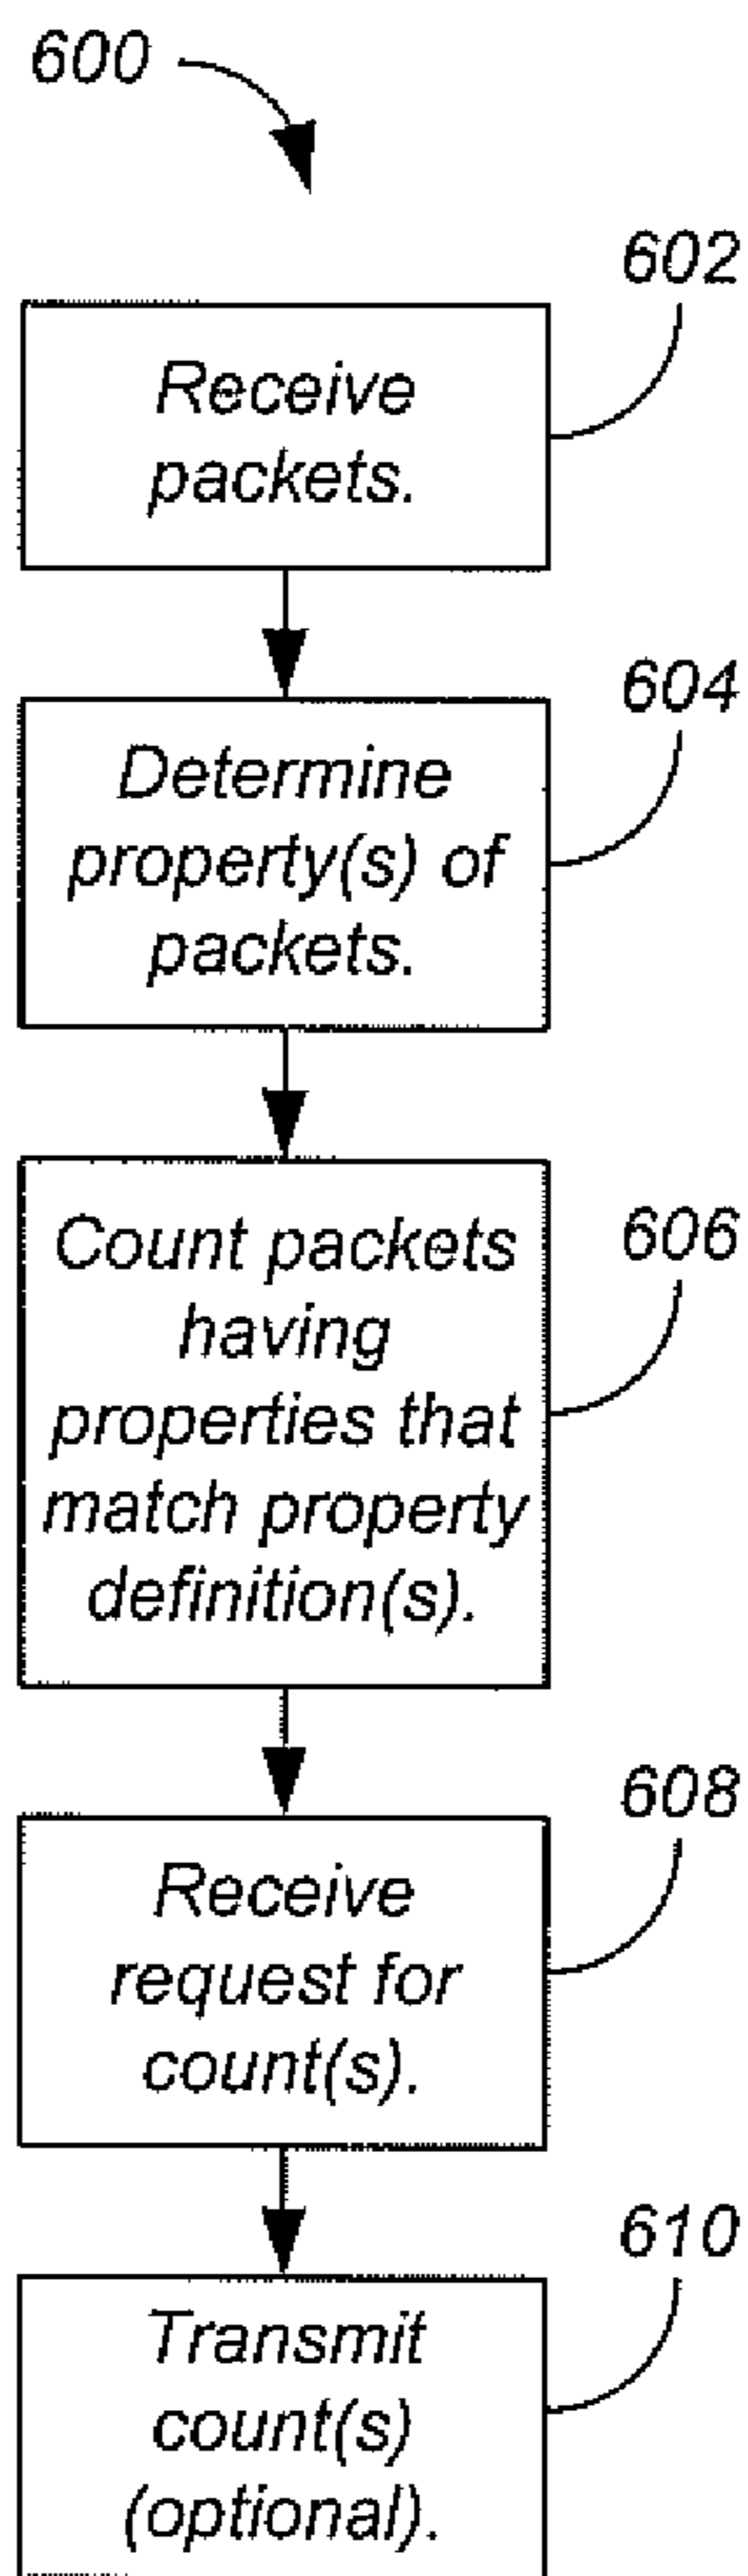 600
602
Receive
packets.
604
Determine
property(s) of
packets.
606
Count packets
having
properties that
match property
definition(s).
608
Receive
request for
count(s).
610
Transmit
count(s)
(optional).